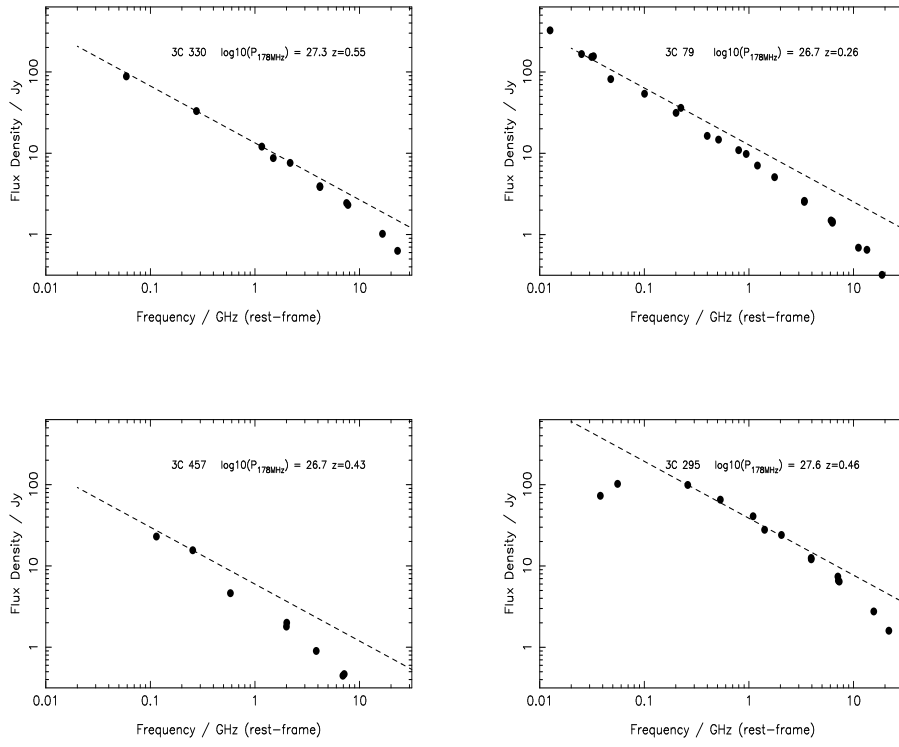 3C 330 log10(P178MHz) = 27.3 z=0.55
Flux Density / Jy
100
10
1
0.01 0.1 1 10
Frequency / GHz (rest-frame)
3C 79 log10(P178MHz) = 26.7 z=0.26
Flux Density / Jy
100
10
1
0.01 0.1 1 10
Frequency / GHz (rest-frame)
3C 457 log10(P178MHz) = 26.7 z=0.43
Flux Density / Jy
100
10
1
0.01 0.1 1 10
Frequency / GHz (rest-frame)
3C 295 log10(P178MHz) = 27.6 z=0.46
Flux Density / Jy
100
10
1
0.01 0.1 1 10
Frequency / GHz (rest-frame)